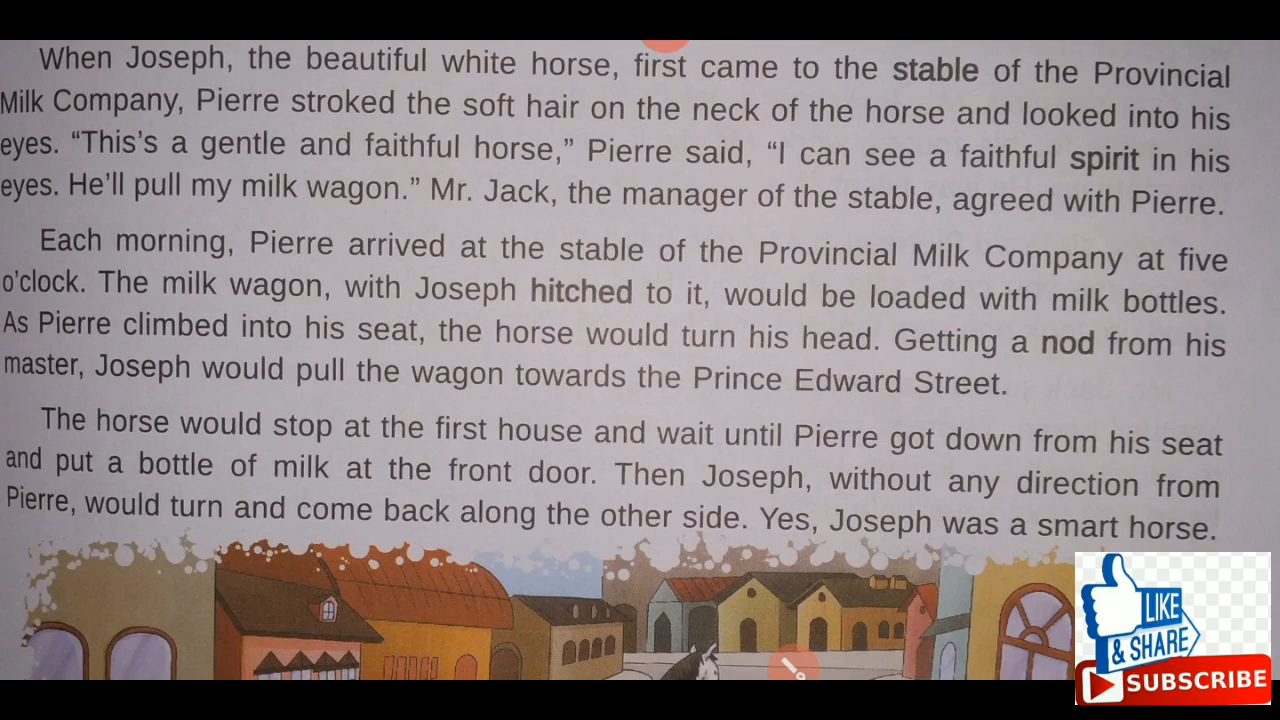 When Joseph, the beautiful white horse, first came to the stable of the Provincial
Milk Company, Pierre stroked the soft hair on the neck of the horse and looked into his
eyes. “This’s a gentle and faithful horse,” Pierre said, “I can see a faithful spirit in his
eyes. He’ll pull my milk wagon.” Mr. Jack, the manager of the stable, agreed with Pierre.
Each morning, Pierre arrived at the stable of the Provincial Milk Company at five
o'clock. The milk wagon, with Joseph hitched to it, would be loaded with milk bottles.
As Pierre climbed into his seat, the horse would turn his head. Getting a nod from his
master, Joseph would pull the wagon towards the Prince Edward Street.
The horse would stop at the first house and wait until Pierre got down from his seat
and put a bottle of milk at the front door. Then Joseph, without any direction from
Pierre, would turn and come back along the other side. Yes, Joseph was a smart horse.
LIKE
& SHARE
SUBSCRIBE